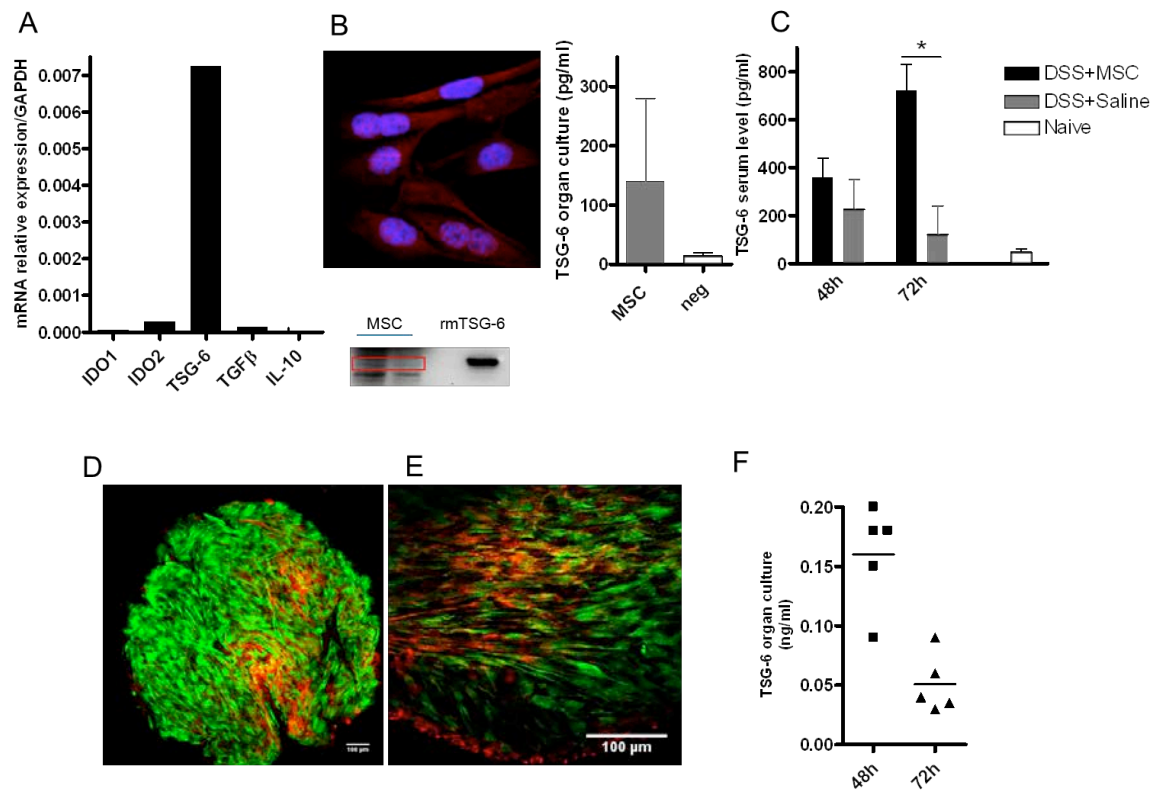 A
mRNA relative expression/GAPDH
0.007
0.006
0.005
0.004
0.003
0.002
0.001
0.000
IDO1
IDO2
TSG-6
TGFβ
IL-10
B
TSG-6 organ culture (pg/ml)
300
200
100
0
MSC
neg
MSC rmTSG-6
C
TSG-6 serum level (pg/ml)
800
600
400
200
0
*
48h
72h
DSS+MSC
DSS+Saline
Naive
D
100 µm
E
100 µm
F
TSG-6 organ culture
(ng/ml)
0.20
0.15
0.10
0.05
0.00
48h
72h